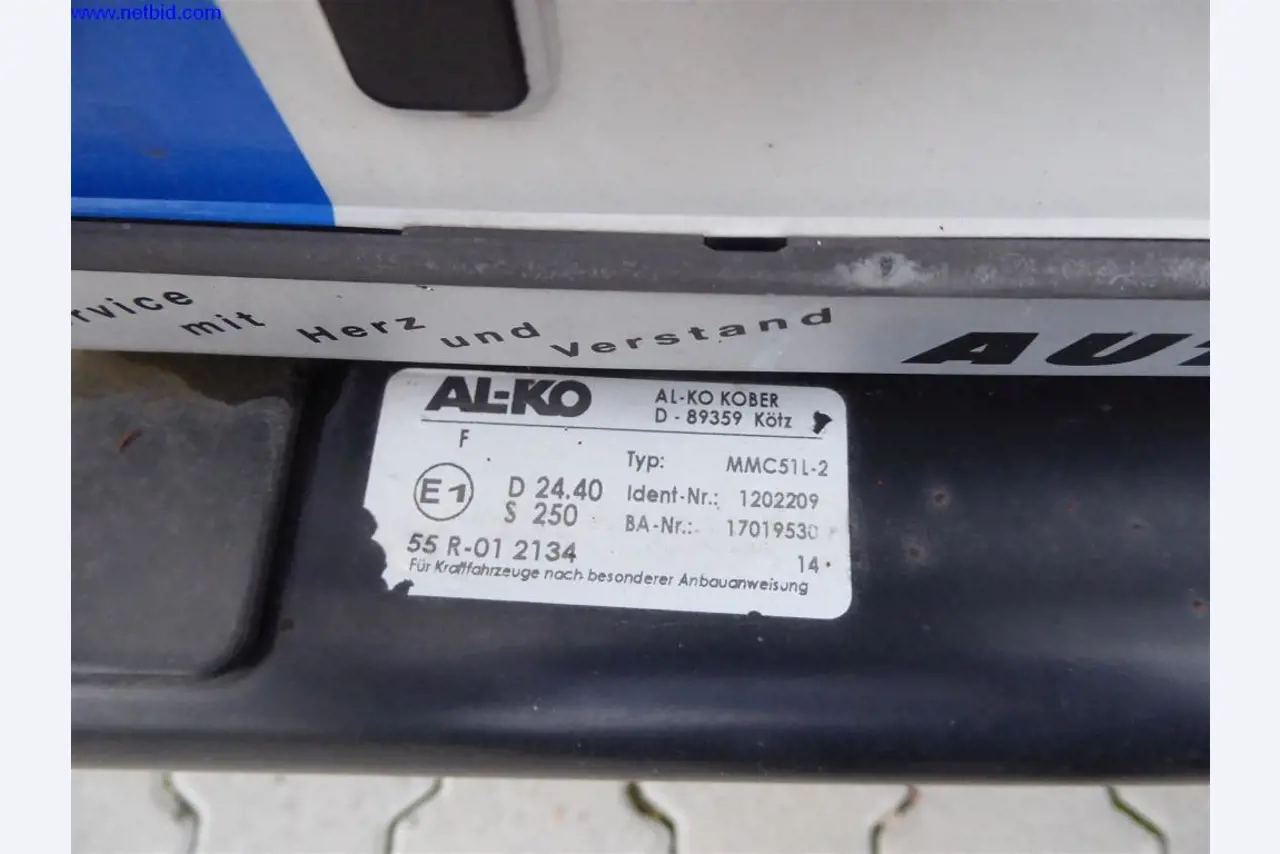 www.netbid.com
rvice mit Herz und Verstand
AUT
AL-KO
AL-KO KOBER
D - 89359 Kötz
F
Typ: MMC51L-2
E1
D 24.40
Ident-Nr.: 1202209
S 250
BA-Nr.: 17019530
55 R-01 2134
14
Für Kraftfahrzeuge nach besonderer Anbauanweisung